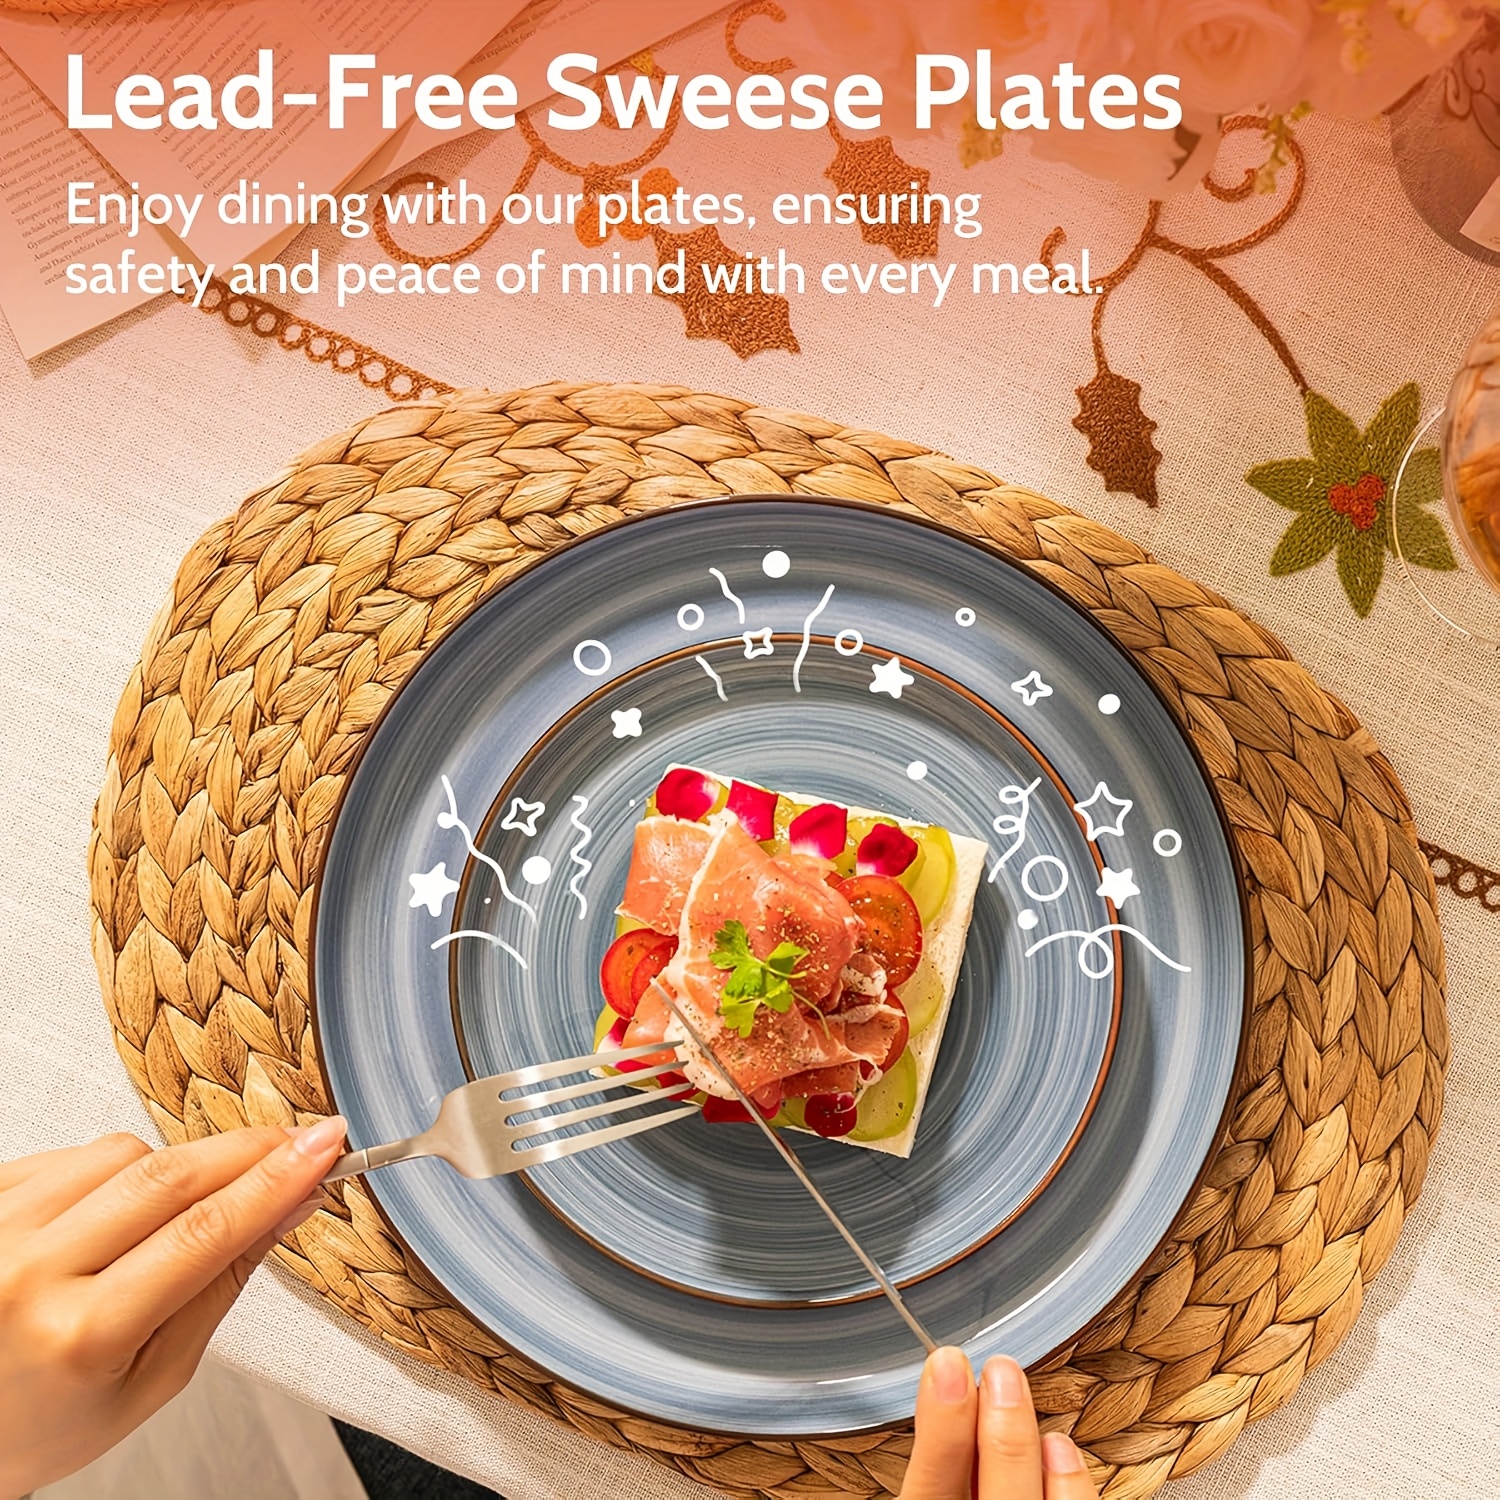 Lead-Free Sweese Plates
Enjoy dining with our plates, ensuring
safety and peace of mind with every meal.